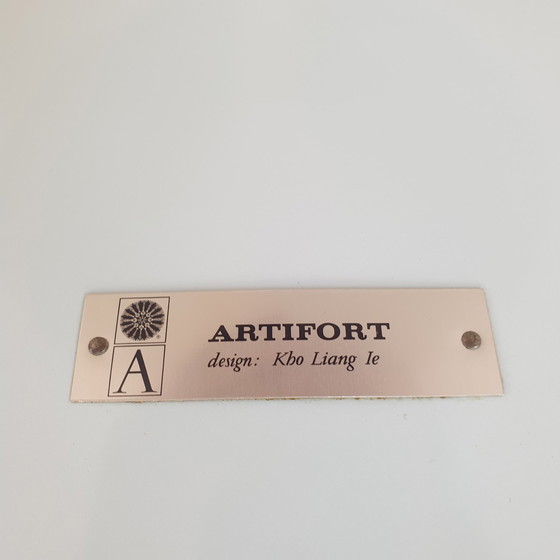 ARTIFORT
design: Kho Liang Ie
A